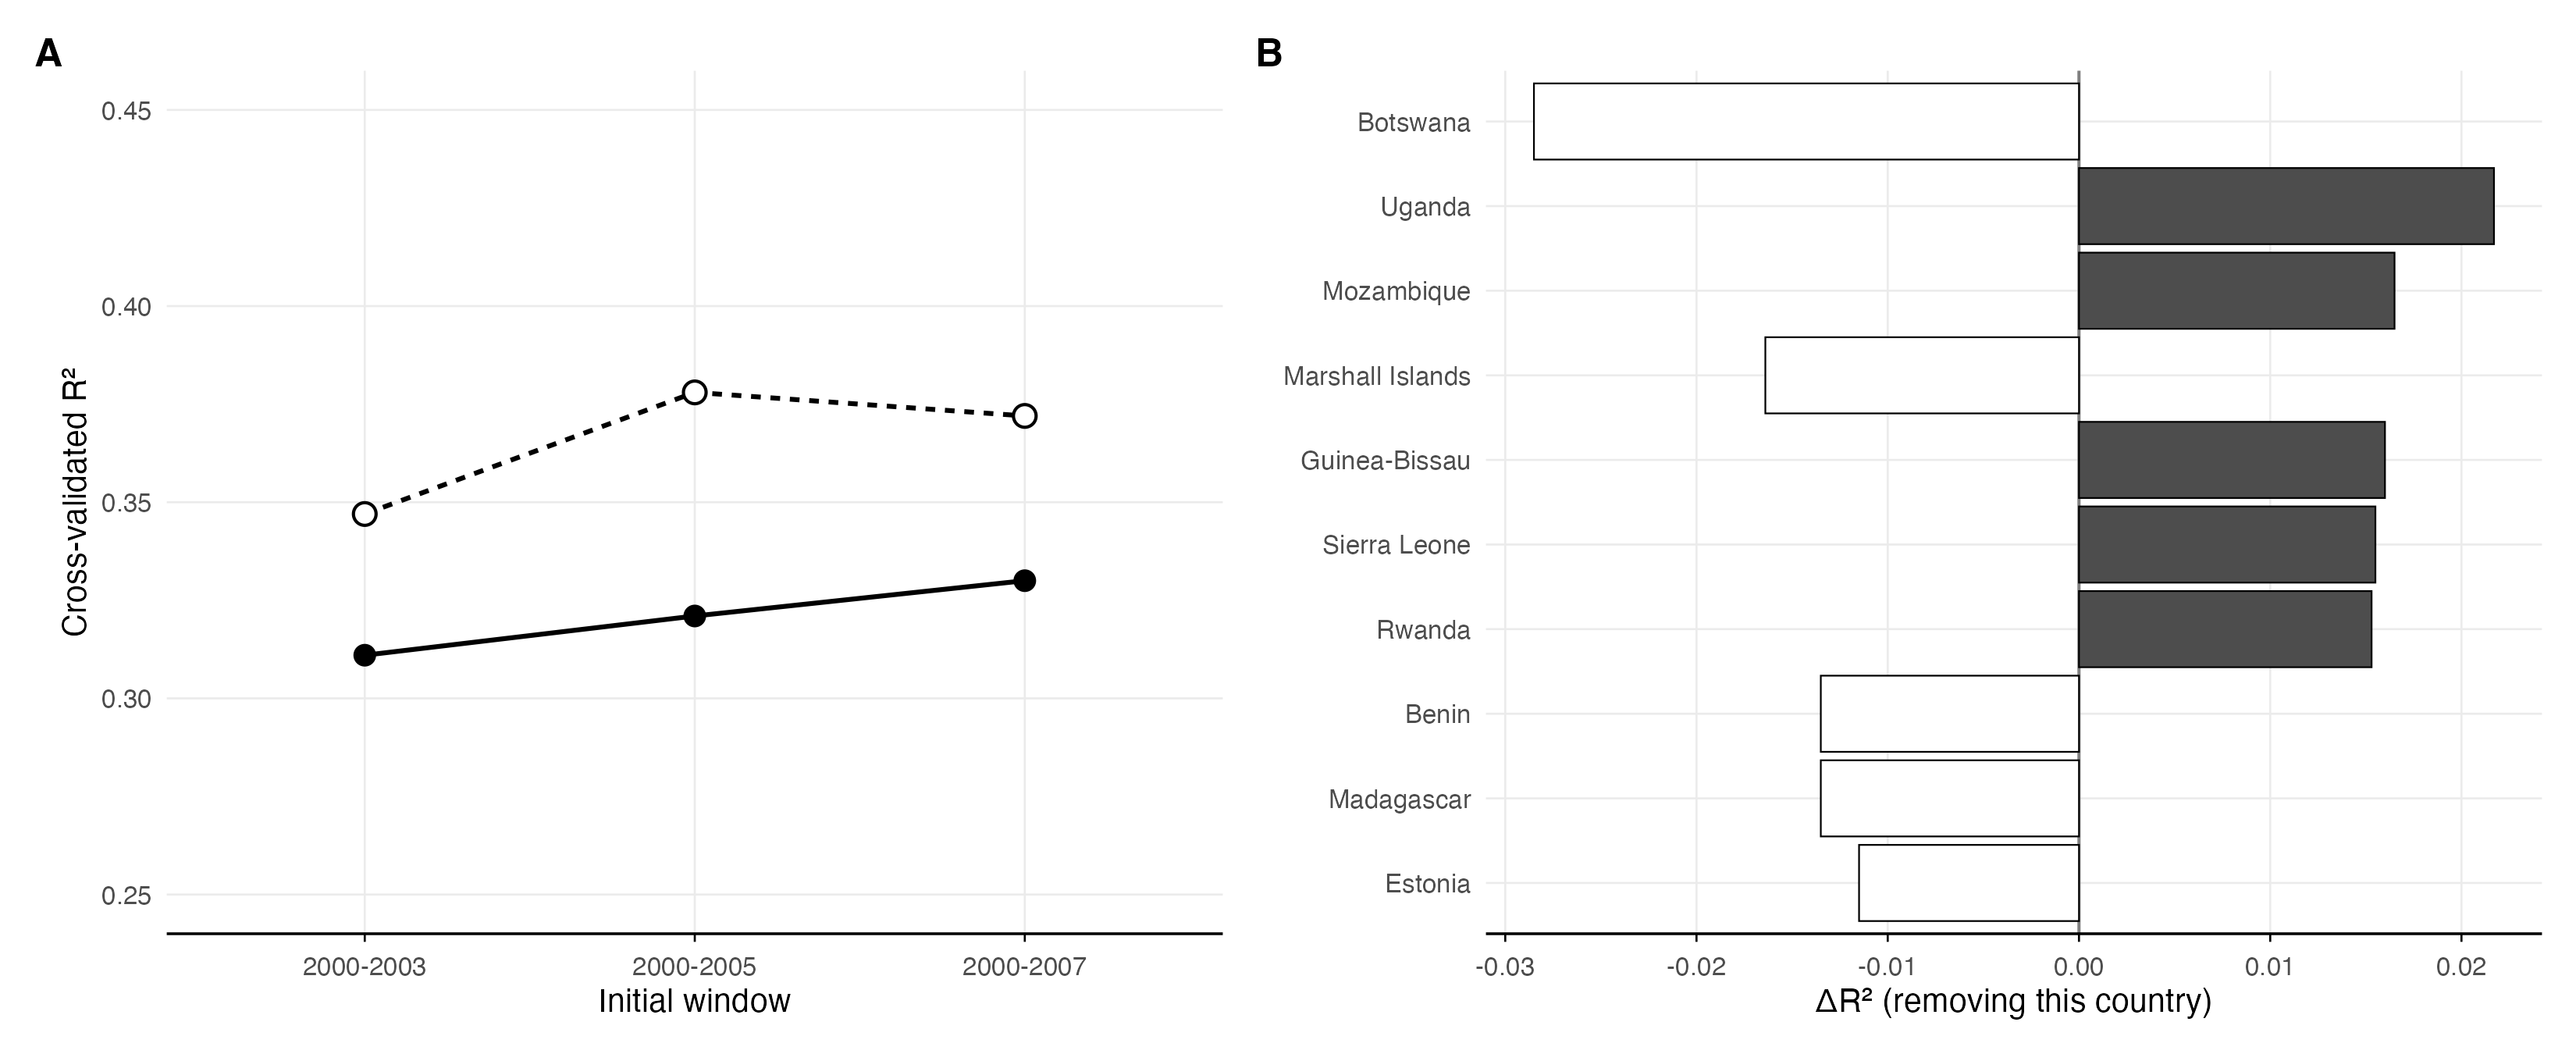 A
0.45
0.40
0.35
0.30
0.25
Cross-validated R²
2000-2003
2000-2005
2000-2007
Initial window
B
Botswana
Uganda
Mozambique
Marshall Islands
Guinea-Bissau
Sierra Leone
Rwanda
Benin
Madagascar
Estonia
-0.03
-0.02
-0.01
0.00
0.01
0.02
ΔR² (removing this country)